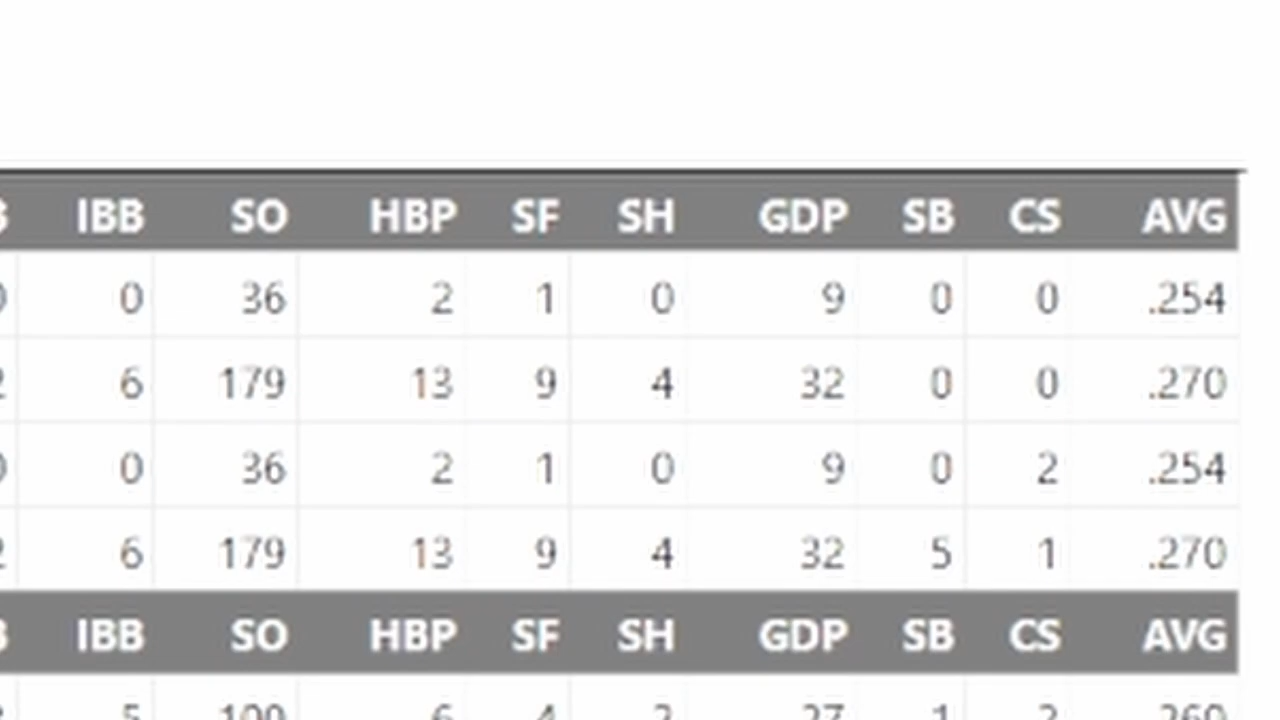 IBB SO HBP SF SH GDP SB CS AVG
0 36 2 1 0 9 0 0 .254
6 179 13 9 4 32 0 0 .270
0 36 2 1 0 9 0 2 .254
6 179 13 9 4 32 5 1 .270
IBB SO HBP SF SH GDP SB CS AVG